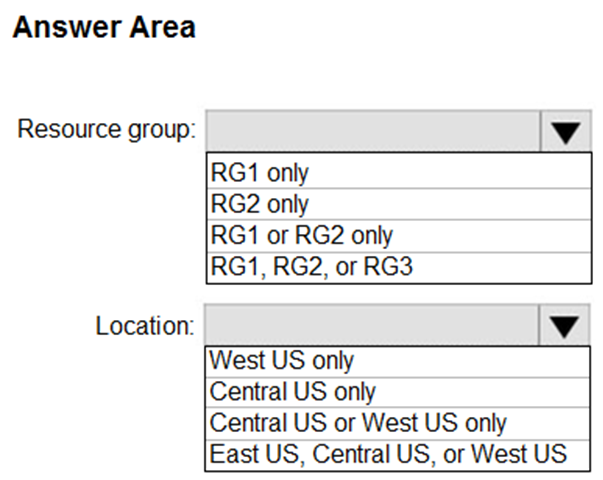 Answer Area
Resource group:
RG1 only
RG2 only
RG1 or RG2 only
RG1, RG2, or RG3
Location:
West US only
Central US only
Central US or West US only
East US, Central US, or West US